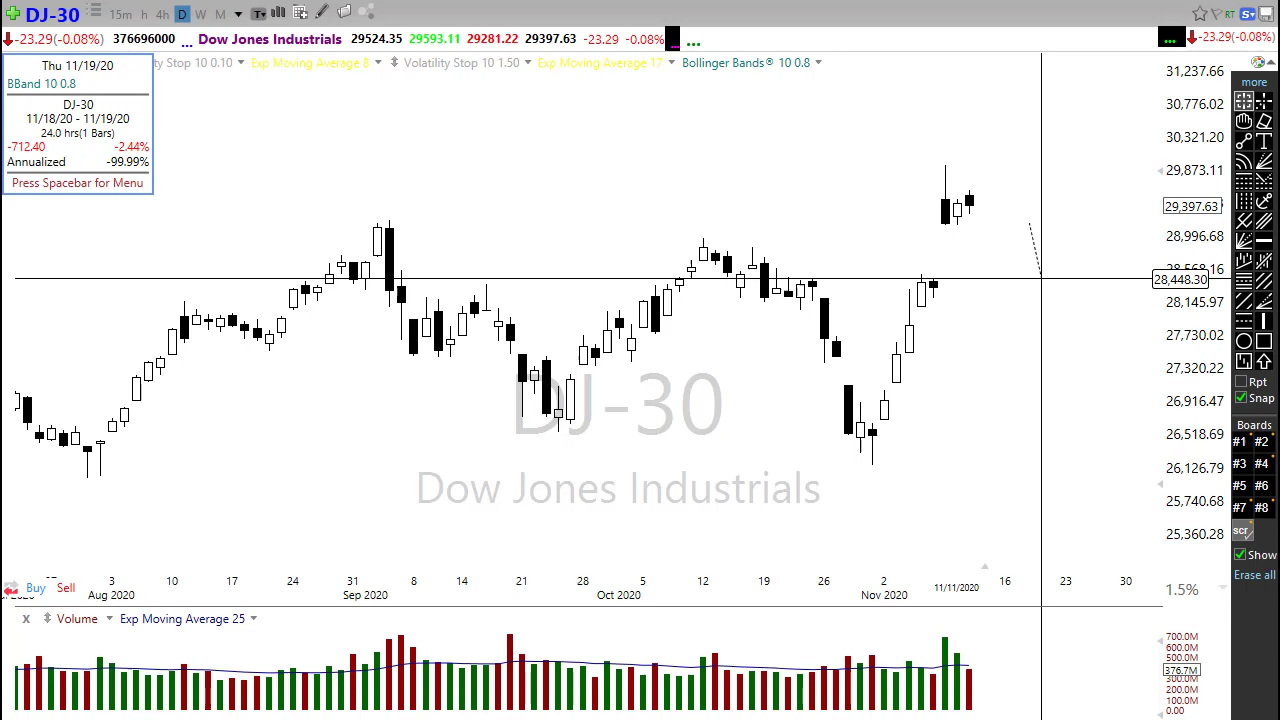 DJ-30 15m h 4h D W M T RT S
-23.29(-0.08%) 376696000 ... Dow Jones Industrials 29524.35 29593.11 29281.22 29397.63 -23.29 -0.08% ... ... -23.29(-0.08%)
Thu 11/19/20
BBand 10 0.8
DJ-30
11/18/20 - 11/19/20
24.0 hrs(1 Bars)
-712.40 -2.44%
Annualized -99.99%
Press Spacebar for Menu
ty Stop 10 0.10 Exp Moving Average 8 Volatility Stop 10 1.50 Exp Moving Average 17 Bollinger Bands® 10 0.8
31,237.66
30,776.02
30,321.20
29,873.11
29,397.63
28,996.68
28,448.30
28,145.97
27,730.02
27,320.22
26,916.47
26,518.69
26,126.79
25,740.68
25,360.28
DJ-30
Dow Jones Industrials
more
T
Rpt
Snap
Boards
#1 #2
#3 #4
#5 #6
#7 #8
scr
Show
Erase all
Buy Sell
3 10 17 24 31 8 14 21 28 5 12 19 26 2 11/11/2020 16 23 30
Aug 2020 Sep 2020 Oct 2020 Nov 2020
1.5%
x Volume Exp Moving Average 25
700.0M
600.0M
500.0M
376.7M
300.0M
200.0M
100.0M
0.00